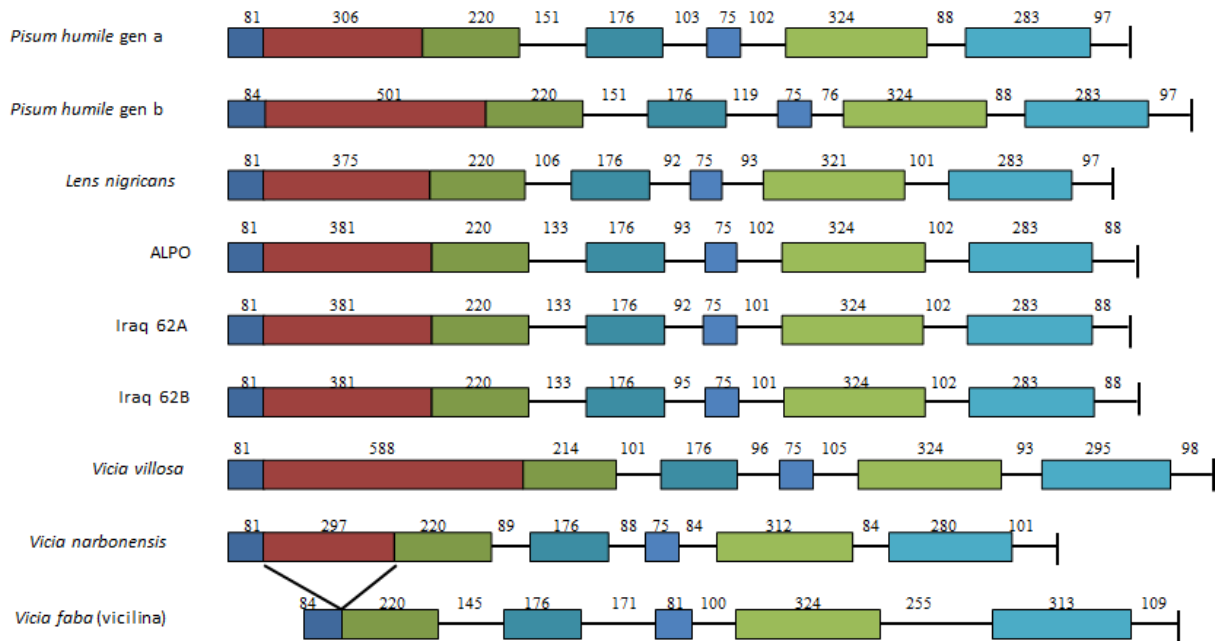 81 306 220 151 176 103 75 102 324 88 283 97
Pisum humile gen a
84 501 220 151 176 119 75 76 324 88 283 97
Pisum humile gen b
81 375 220 106 176 92 75 93 321 101 283 97
Lens nigricans
81 381 220 133 176 93 75 102 324 102 283 88
ALPO
81 381 220 133 176 92 75 101 324 102 283 88
Iraq 62A
81 381 220 133 176 95 75 101 324 102 283 88
Iraq 62B
81 588 214 101 176 96 75 105 324 93 295 98
Vicia villosa
81 297 220 89 176 88 75 84 312 84 280 101
Vicia narbonensis
84 220 145 176 171 81 100 324 255 313 109
Vicia faba (vicilina)